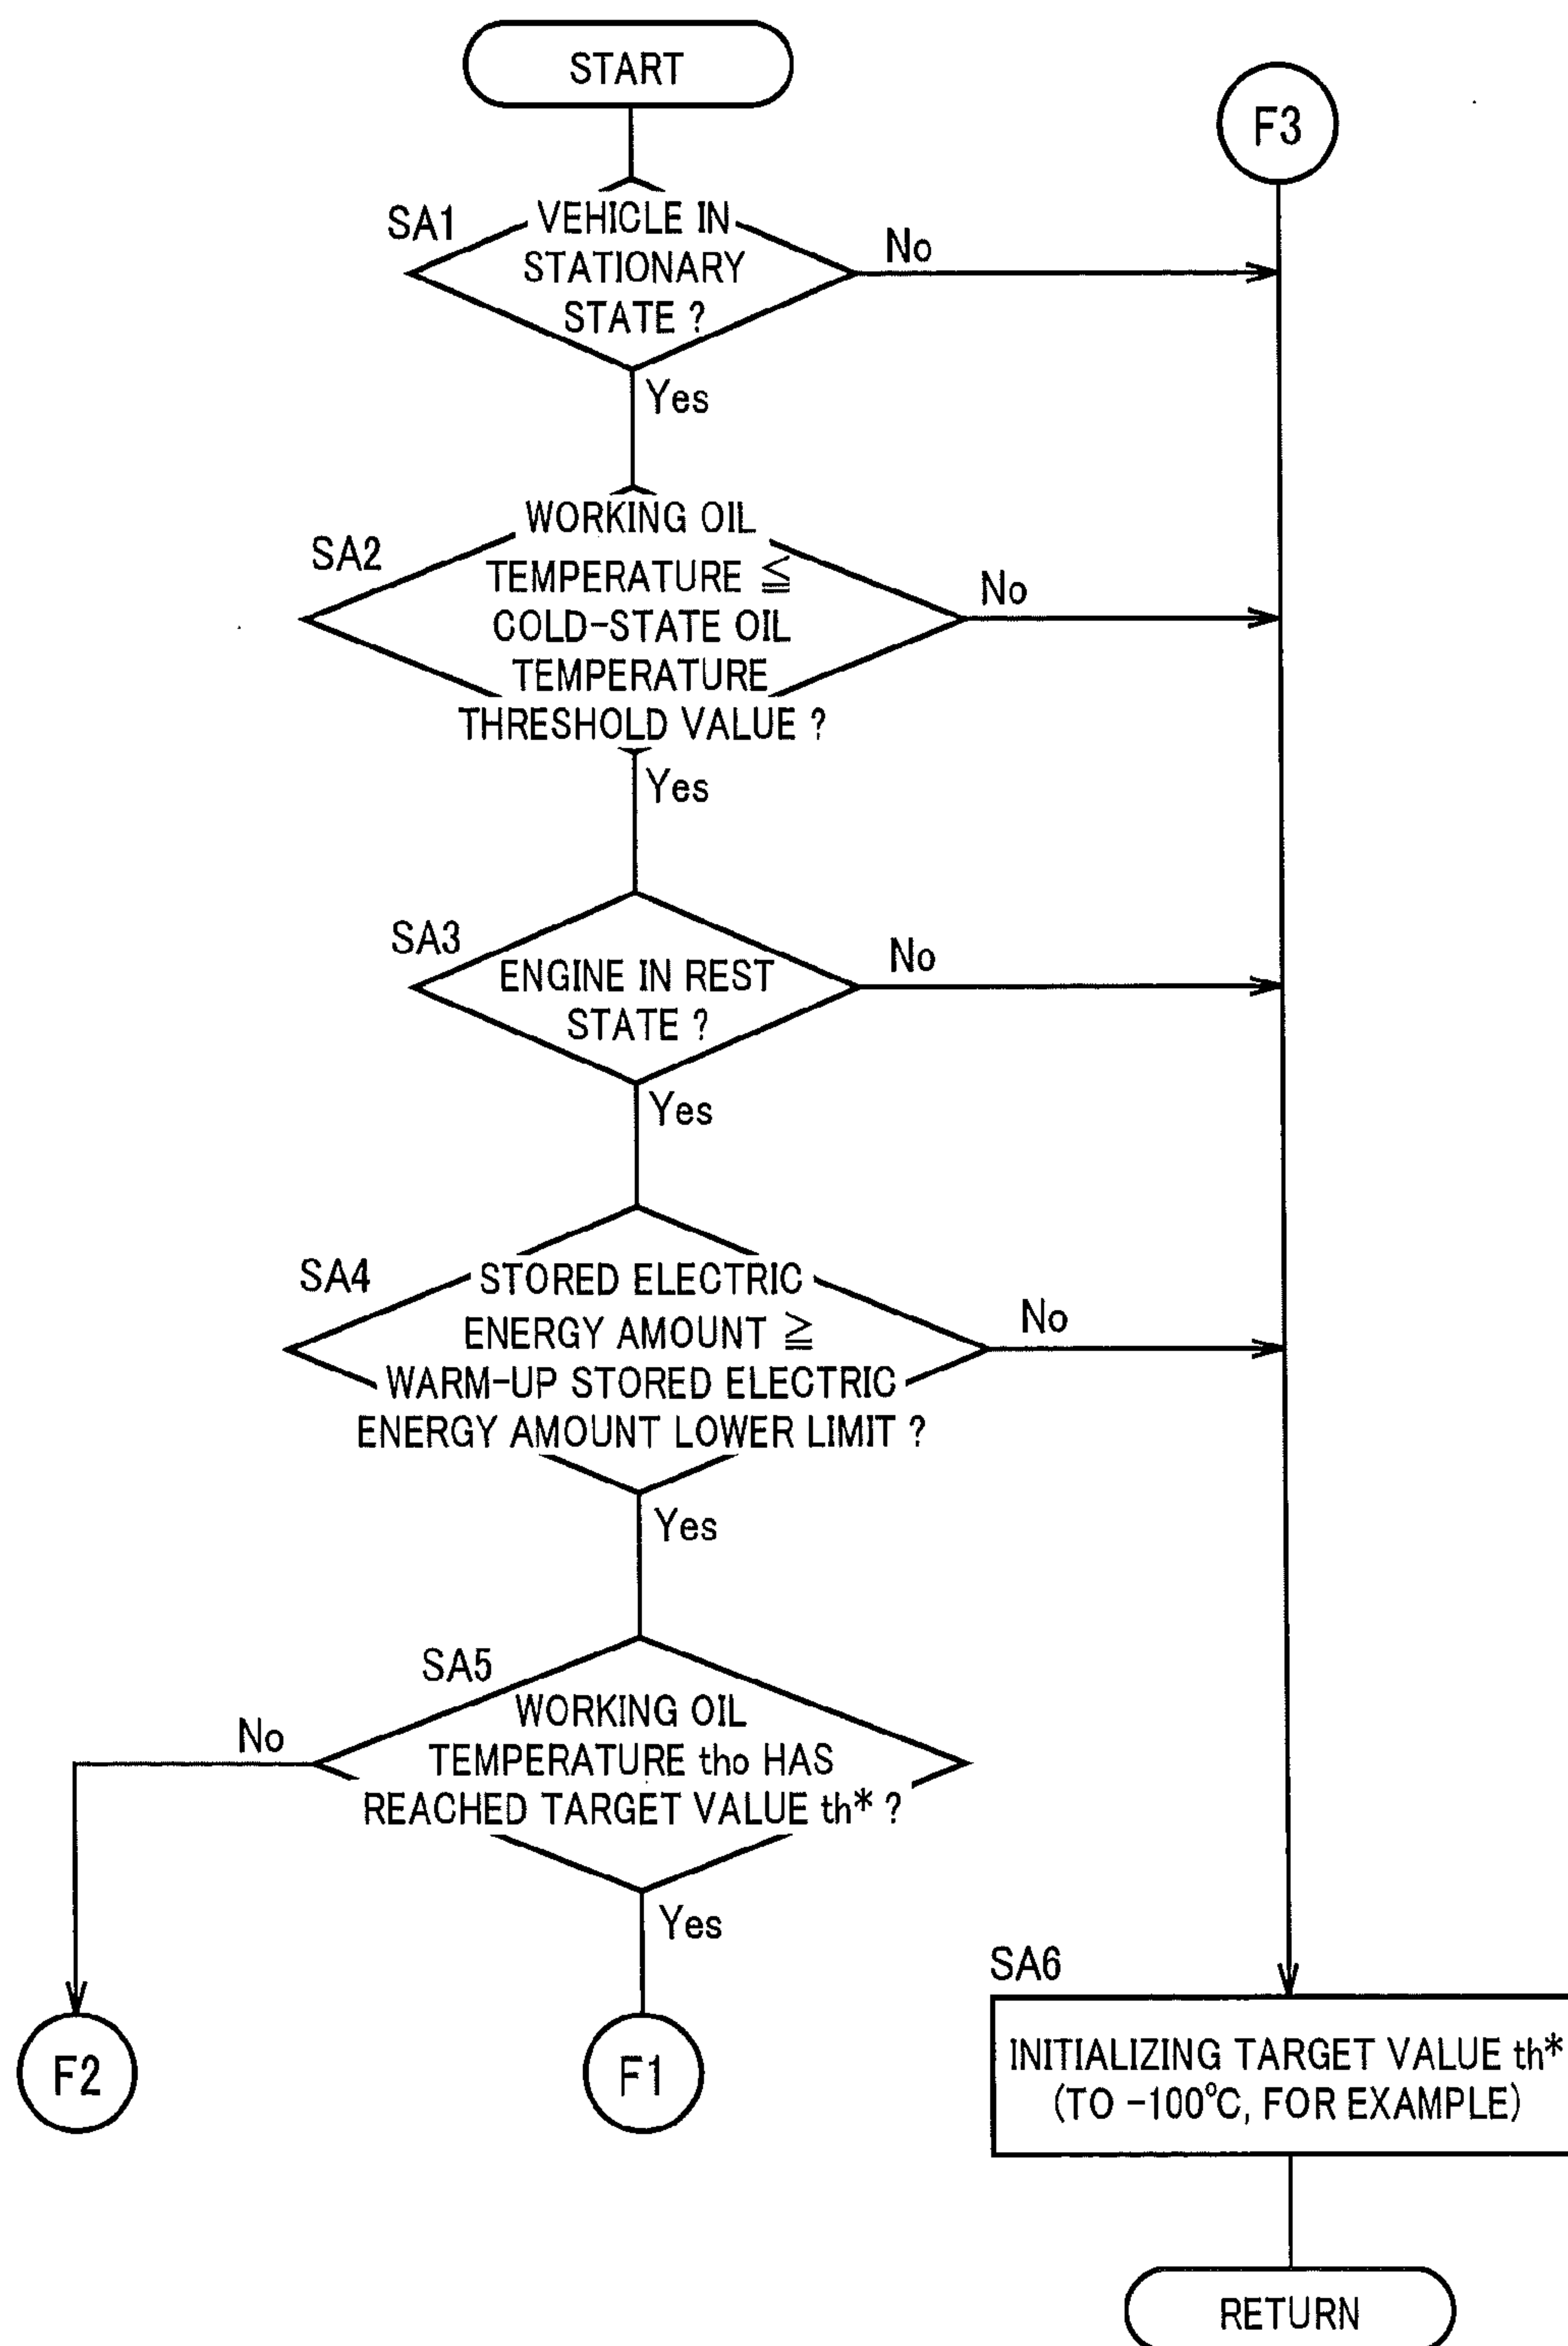 START
F3
SA1
VEHICLE IN
STATIONARY
STATE ?
No
Yes
SA2
WORKING OIL
TEMPERATURE ≦
COLD-STATE OIL
TEMPERATURE
THRESHOLD VALUE ?
No
Yes
SA3
ENGINE IN REST
STATE ?
No
Yes
SA4
STORED ELECTRIC
ENERGY AMOUNT ≧
WARM-UP STORED ELECTRIC
ENERGY AMOUNT LOWER LIMIT ?
No
Yes
SA5
WORKING OIL
TEMPERATURE tho HAS
REACHED TARGET VALUE th* ?
No
Yes
F2
F1
SA6
INITIALIZING TARGET VALUE th*
(TO -100°C, FOR EXAMPLE)
RETURN